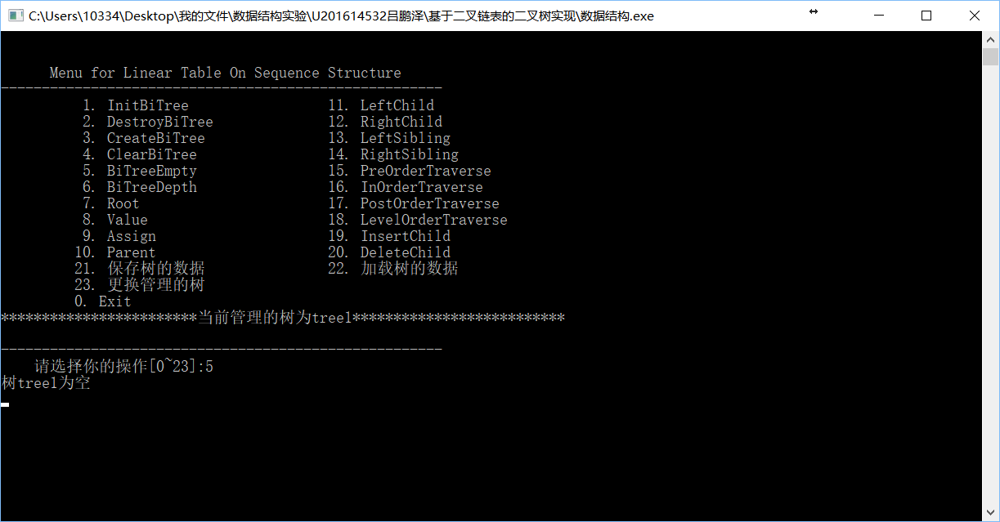 C:\Users\10334\Desktop\我的文件\数据结构实验\U201614532吕鹏泽\基于二叉链表的二叉树实现\数据结构.exe
Menu for Linear Table On Sequence Structure
------------------------------------------------------
1. InitBiTree 11. LeftChild
2. DestroyBiTree 12. RightChild
3. CreateBiTree 13. LeftSibling
4. ClearBiTree 14. RightSibling
5. BiTreeEmpty 15. PreOrderTraverse
6. BiTreeDepth 16. InOrderTraverse
7. Root 17. PostOrderTraverse
8. Value 18. LevelOrderTraverse
9. Assign 19. InsertChild
10. Parent 20. DeleteChild
21. 保存树的数据 22. 加载树的数据
23. 更换管理的树
0. Exit
************************当前管理的树为tree1**************************
------------------------------------------------------
请选择你的操作[0~23]:5
树tree1为空